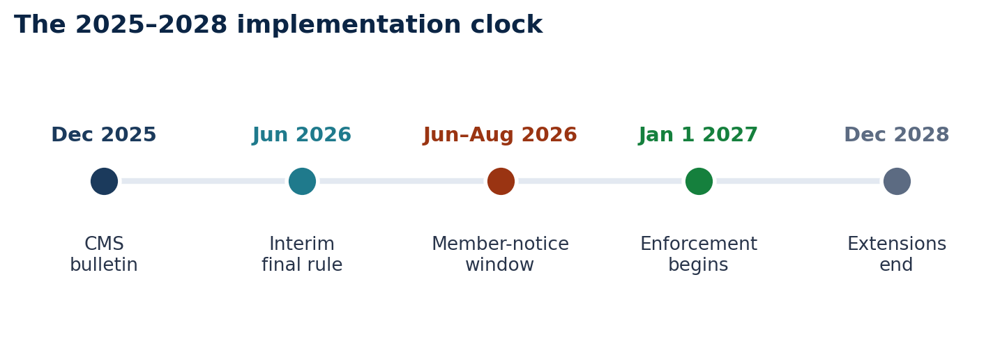 The 2025–2028 implementation clock
Dec 2025
Jun 2026
Jun–Aug 2026
Jan 1 2027
Dec 2028
CMS
bulletin
Interim
final rule
Member-notice
window
Enforcement
begins
Extensions
end